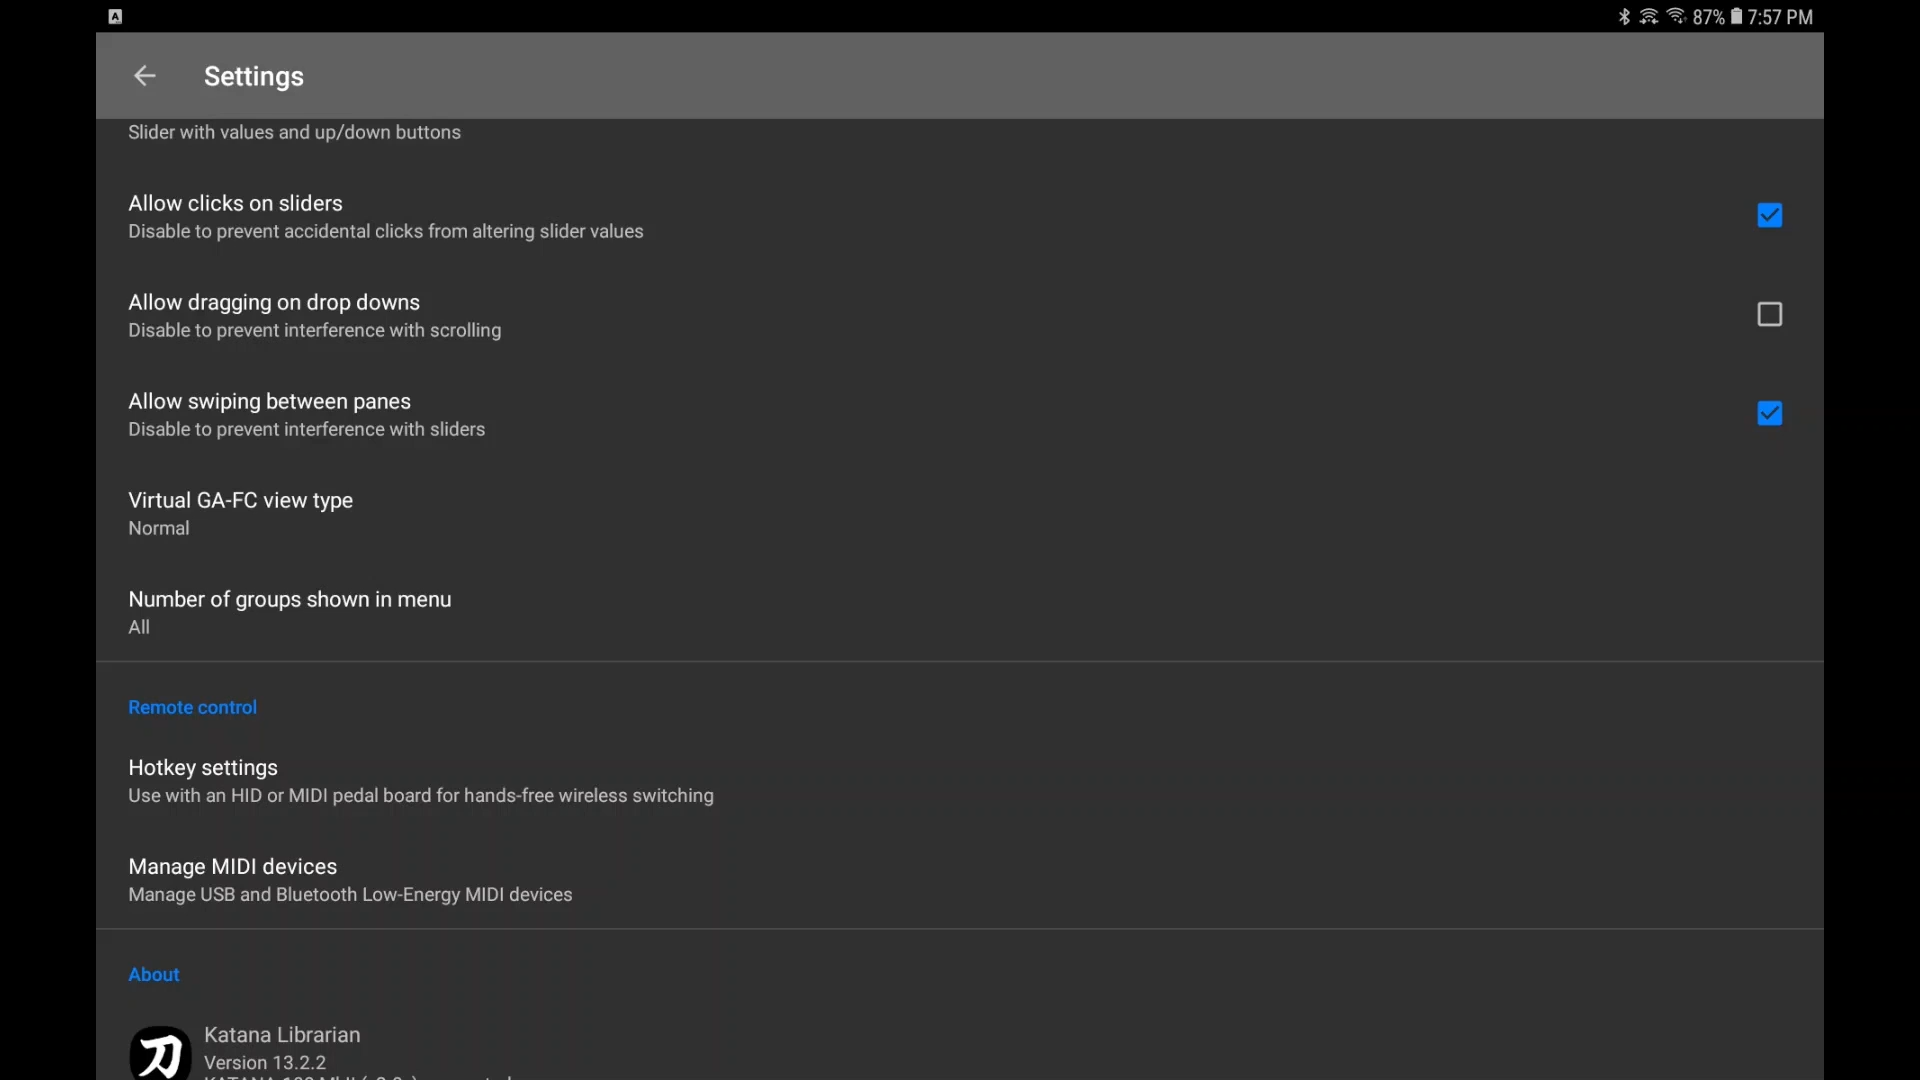 A
87% 7:57 PM
Settings
Slider with values and up/down buttons
Allow clicks on sliders
Disable to prevent accidental clicks from altering slider values
Allow dragging on drop downs
Disable to prevent interference with scrolling
Allow swiping between panes
Disable to prevent interference with sliders
Virtual GA-FC view type
Normal
Number of groups shown in menu
All
Remote control
Hotkey settings
Use with an HID or MIDI pedal board for hands-free wireless switching
Manage MIDI devices
Manage USB and Bluetooth Low-Energy MIDI devices
About
刀
Katana Librarian
Version 13.2.2